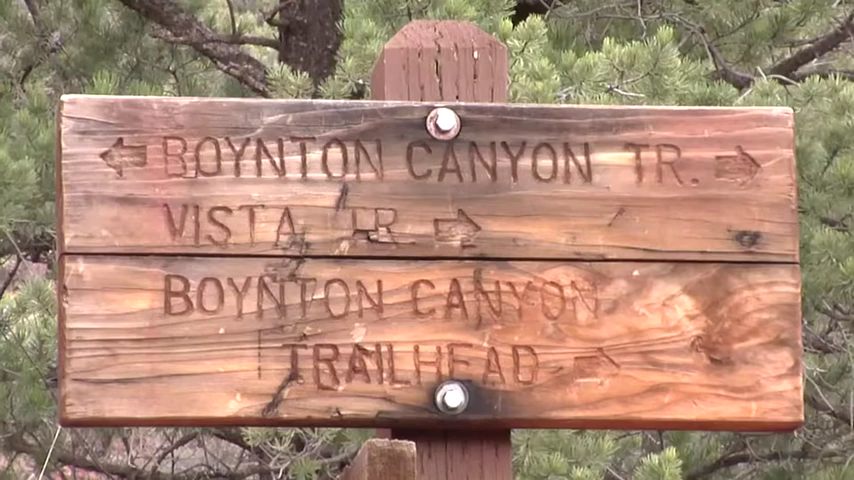 ← BOYNTON CANYON TR. →
VISTA TR →
BOYNTON CANYON
TRAILHEAD →